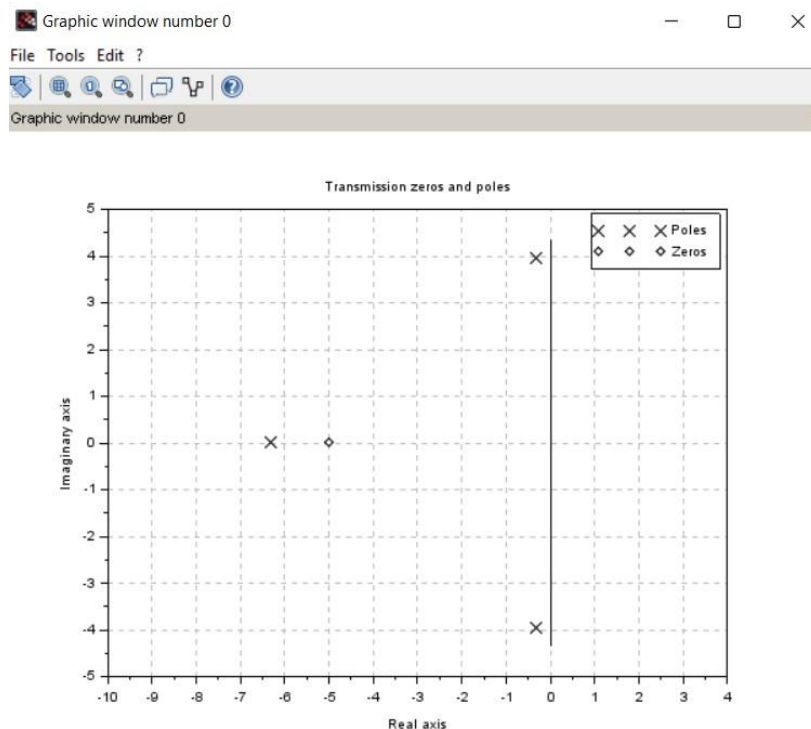 Graphic window number 0
File Tools Edit ?
Graphic window number 0
Transmission zeros and poles
Poles
Zeros
5
4
3
2
1
0
-1
-2
-3
-4
-5
Imaginary axis
-10 -9 -8 -7 -6 -5 -4 -3 -2 -1 0 1 2 3 4
Real axis